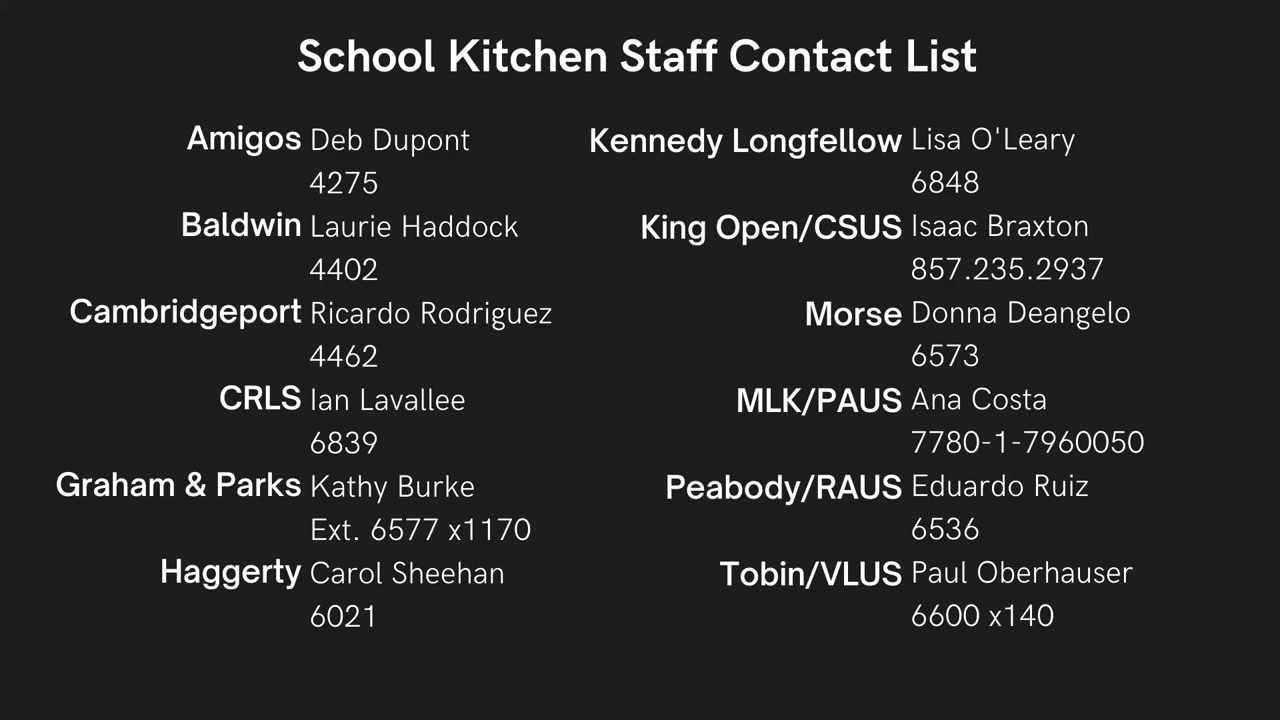 School Kitchen Staff Contact List
Amigos Deb Dupont
4275
Baldwin Laurie Haddock
4402
Cambridgeport Ricardo Rodriguez
4462
CRLS Ian Lavallee
6839
Graham & Parks Kathy Burke
Ext. 6577 x1170
Haggerty Carol Sheehan
6021
Kennedy Longfellow Lisa O'Leary
6848
King Open/CSUS Isaac Braxton
857.235.2937
Morse Donna Deangelo
6573
MLK/PAUS Ana Costa
7780-1-7960050
Peabody/RAUS Eduardo Ruiz
6536
Tobin/VLUS Paul Oberhauser
6600 x140